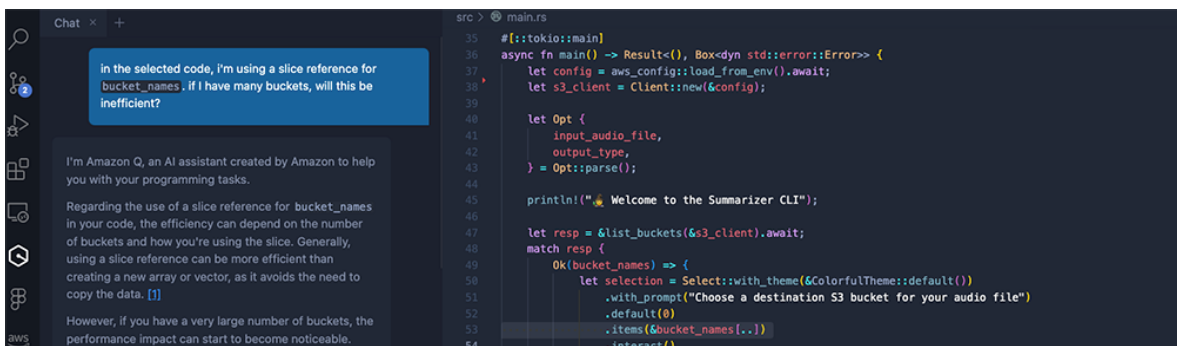 Chat × +
in the selected code, i'm using a slice reference for
bucket_names. if I have many buckets, will this be
inefficient?
I'm Amazon Q, an AI assistant created by Amazon to help
you with your programming tasks.
Regarding the use of a slice reference for bucket_names
in your code, the efficiency can depend on the number
of buckets and how you're using the slice. Generally,
using a slice reference can be more efficient than
creating a new array or vector, as it avoids the need to
copy the data. [1]
However, if you have a very large number of buckets, the
performance impact can start to become noticeable.
2
aws
src > main.rs
35 #[::tokio::main]
36 async fn main() -> Result<(), Box<dyn std::error::Error>> {
37 let config = aws_config::load_from_env().await;
38 let s3_client = Client::new(&config);
39
40 let Opt {
41 input_audio_file,
42 output_type,
43 } = Opt::parse();
44
45 println!("🎻 Welcome to the Summarizer CLI");
46
47 let resp = &list_buckets(&s3_client).await;
48 match resp {
49 Ok(bucket_names) => {
50 let selection = Select::with_theme(&ColorfulTheme::default())
51 .with_prompt("Choose a destination S3 bucket for your audio file")
52 .default(0)
53 .items(&bucket_names[..])
54 .interact()